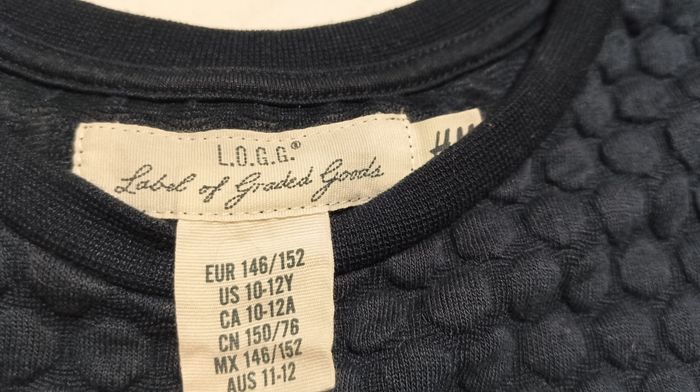 L.O.G.G.®
Label of Graded Goods
H&M
EUR 146/152
US 10-12Y
CA 10-12A
CN 150/76
MX 146/152
AUS 11-12